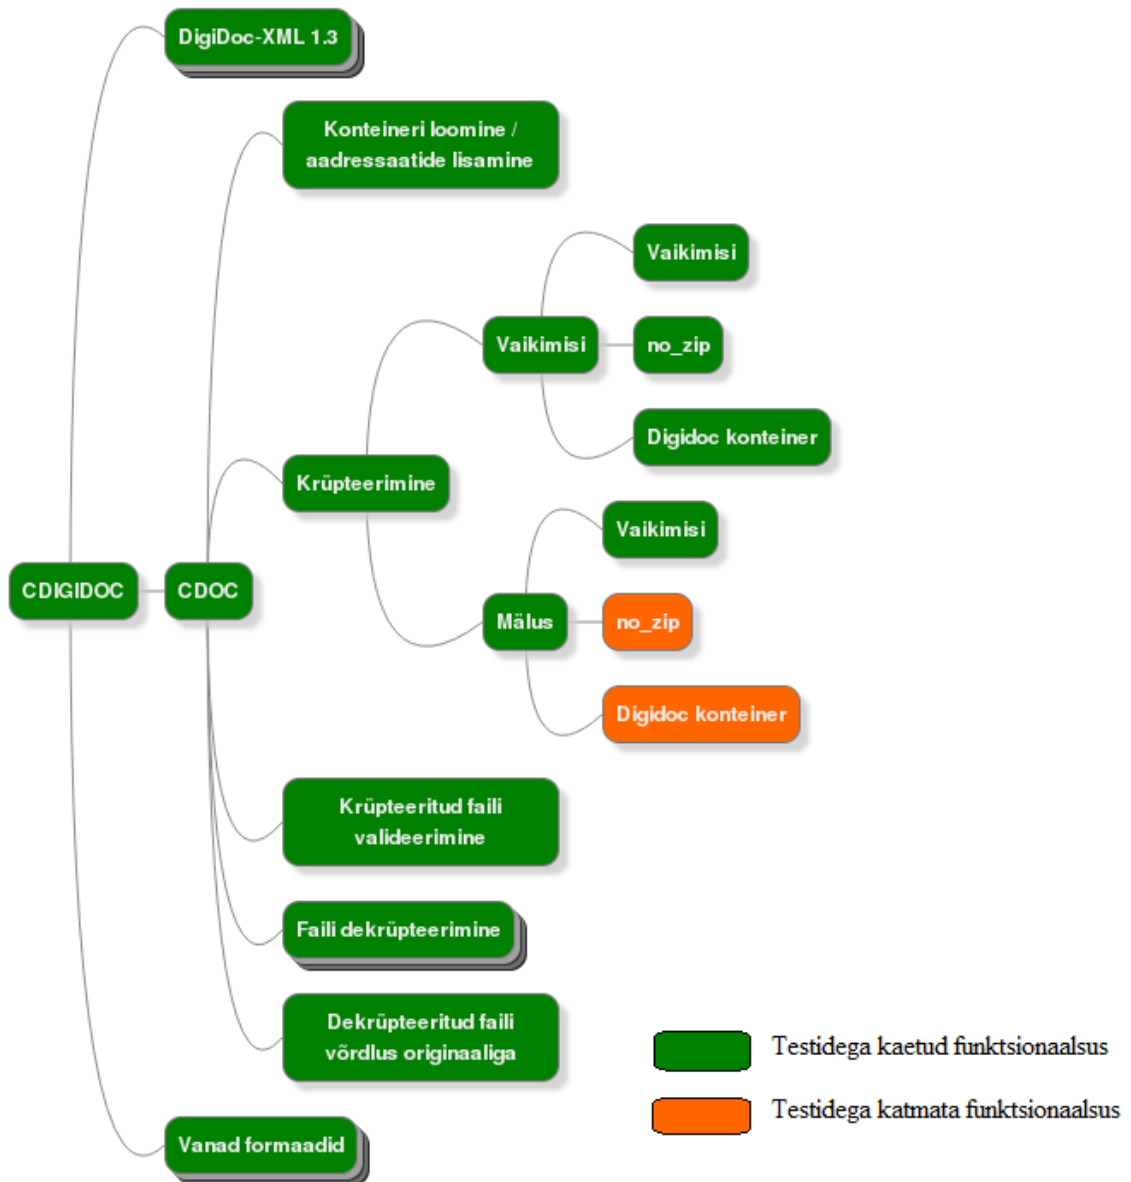 DigiDoc-XML 1.3
Konteineri loomine /
aadressaatide lisamine
Vaikimisi
Vaikimisi
no_zip
Digidoc konteiner
Krüpteerimine
Vaikimisi
CDIGIDOC
CDOC
Mälus
no_zip
Digidoc konteiner
Krüpteeritud faili
valideerimine
Faili dekrüpteerimine
Dekrüpteeritud faili
võrdlus originaaliga
Testidega kaetud funktsionaalsus
Testidega katmata funktsionaalsus
Vanad formaadid